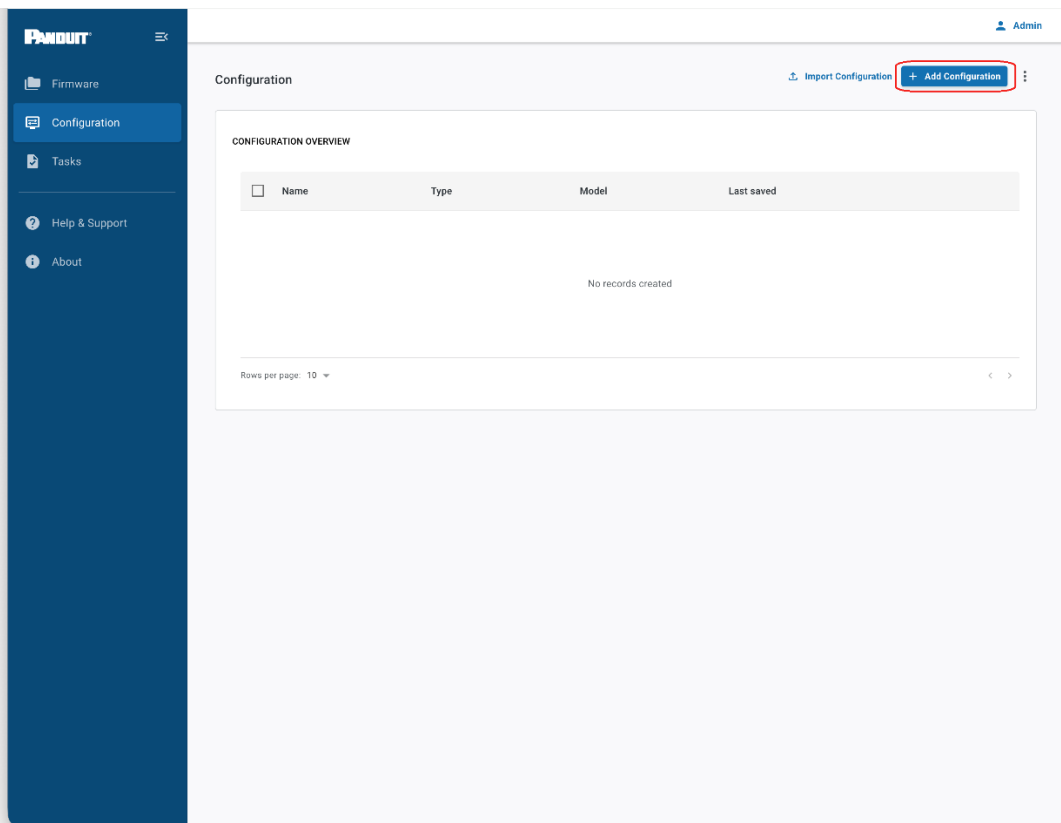 PANDUIT
Admin
Firmware
Configuration
Tasks
Help & Support
About
Configuration
Import Configuration
+ Add Configuration
CONFIGURATION OVERVIEW
Name Type Model Last saved
No records created
Rows per page: 10